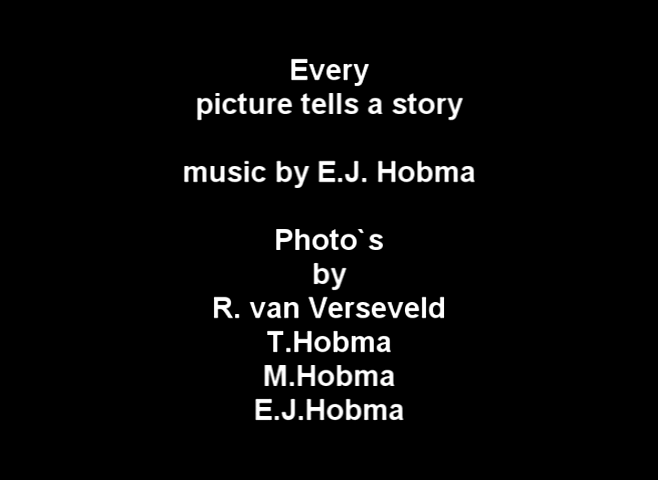 Every
picture tells a story
music by E.J. Hobma
Photo`s
by
R. van Verseveld
T.Hobma
M.Hobma
E.J.Hobma